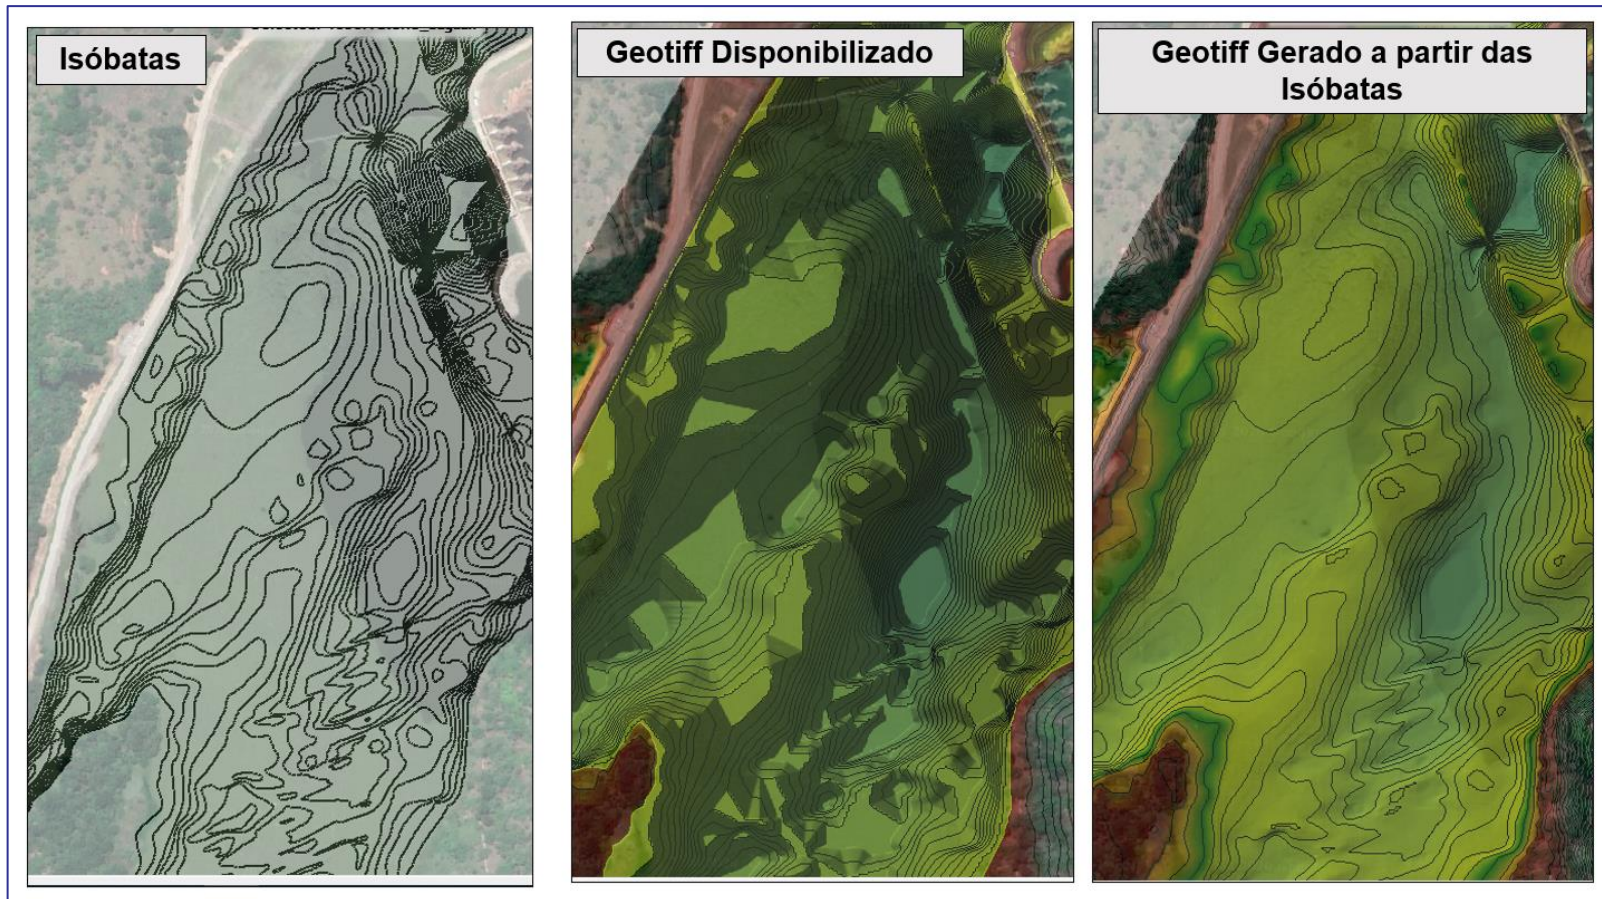 Isóbatas
Geotiff Disponibilizado
Geotiff Gerado a partir das
Isóbatas